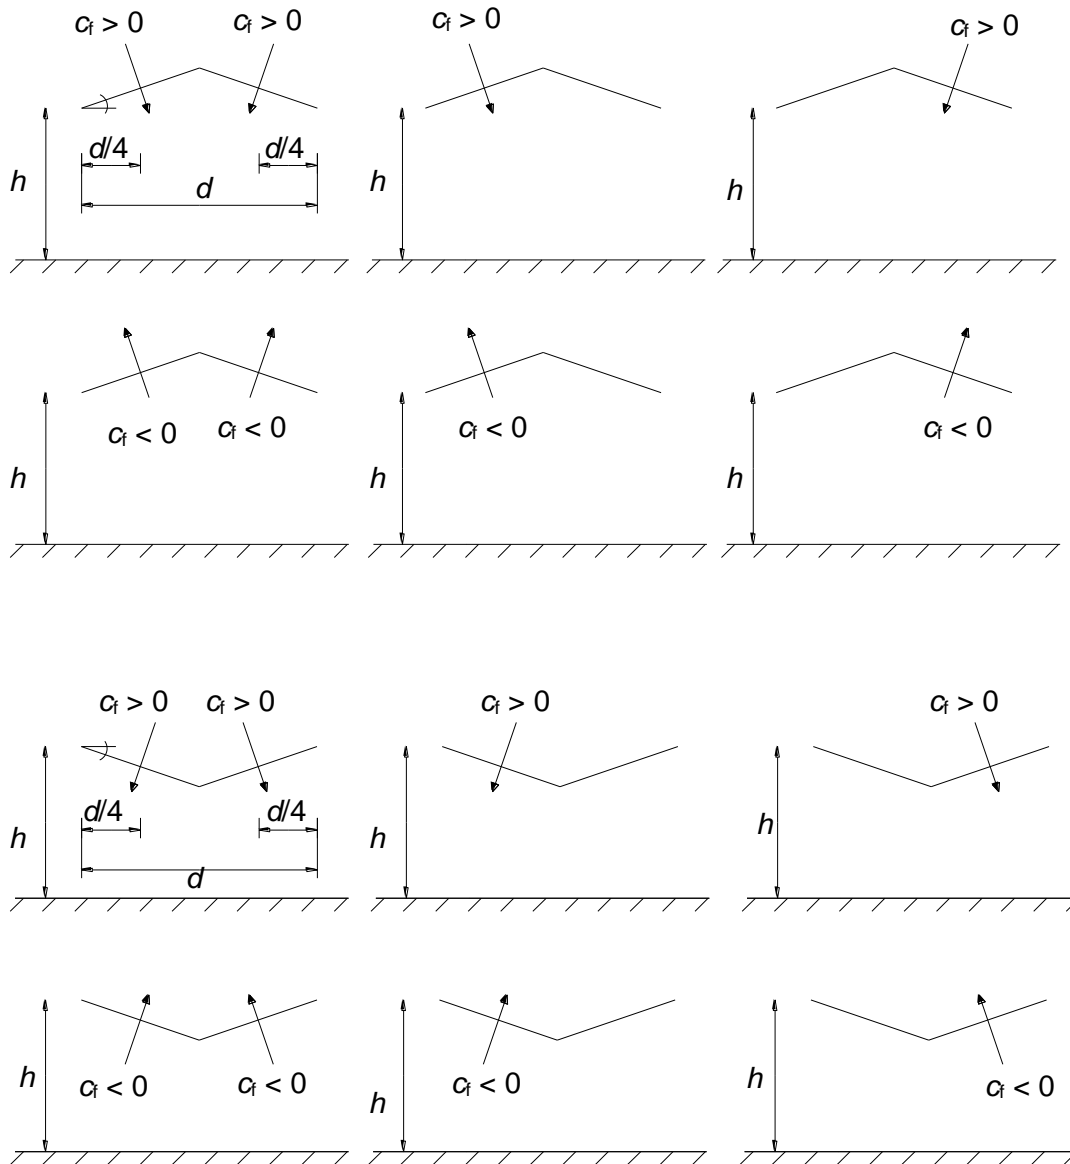 cf > 0 cf > 0 cf > 0 cf > 0
d/4 d/4
h d h h
cf < 0 cf < 0 cf < 0 cf < 0
h h h
cf > 0 cf > 0 cf > 0 cf > 0
d/4 d/4
h h h
d
cf < 0 cf < 0 cf < 0 cf < 0
h h h